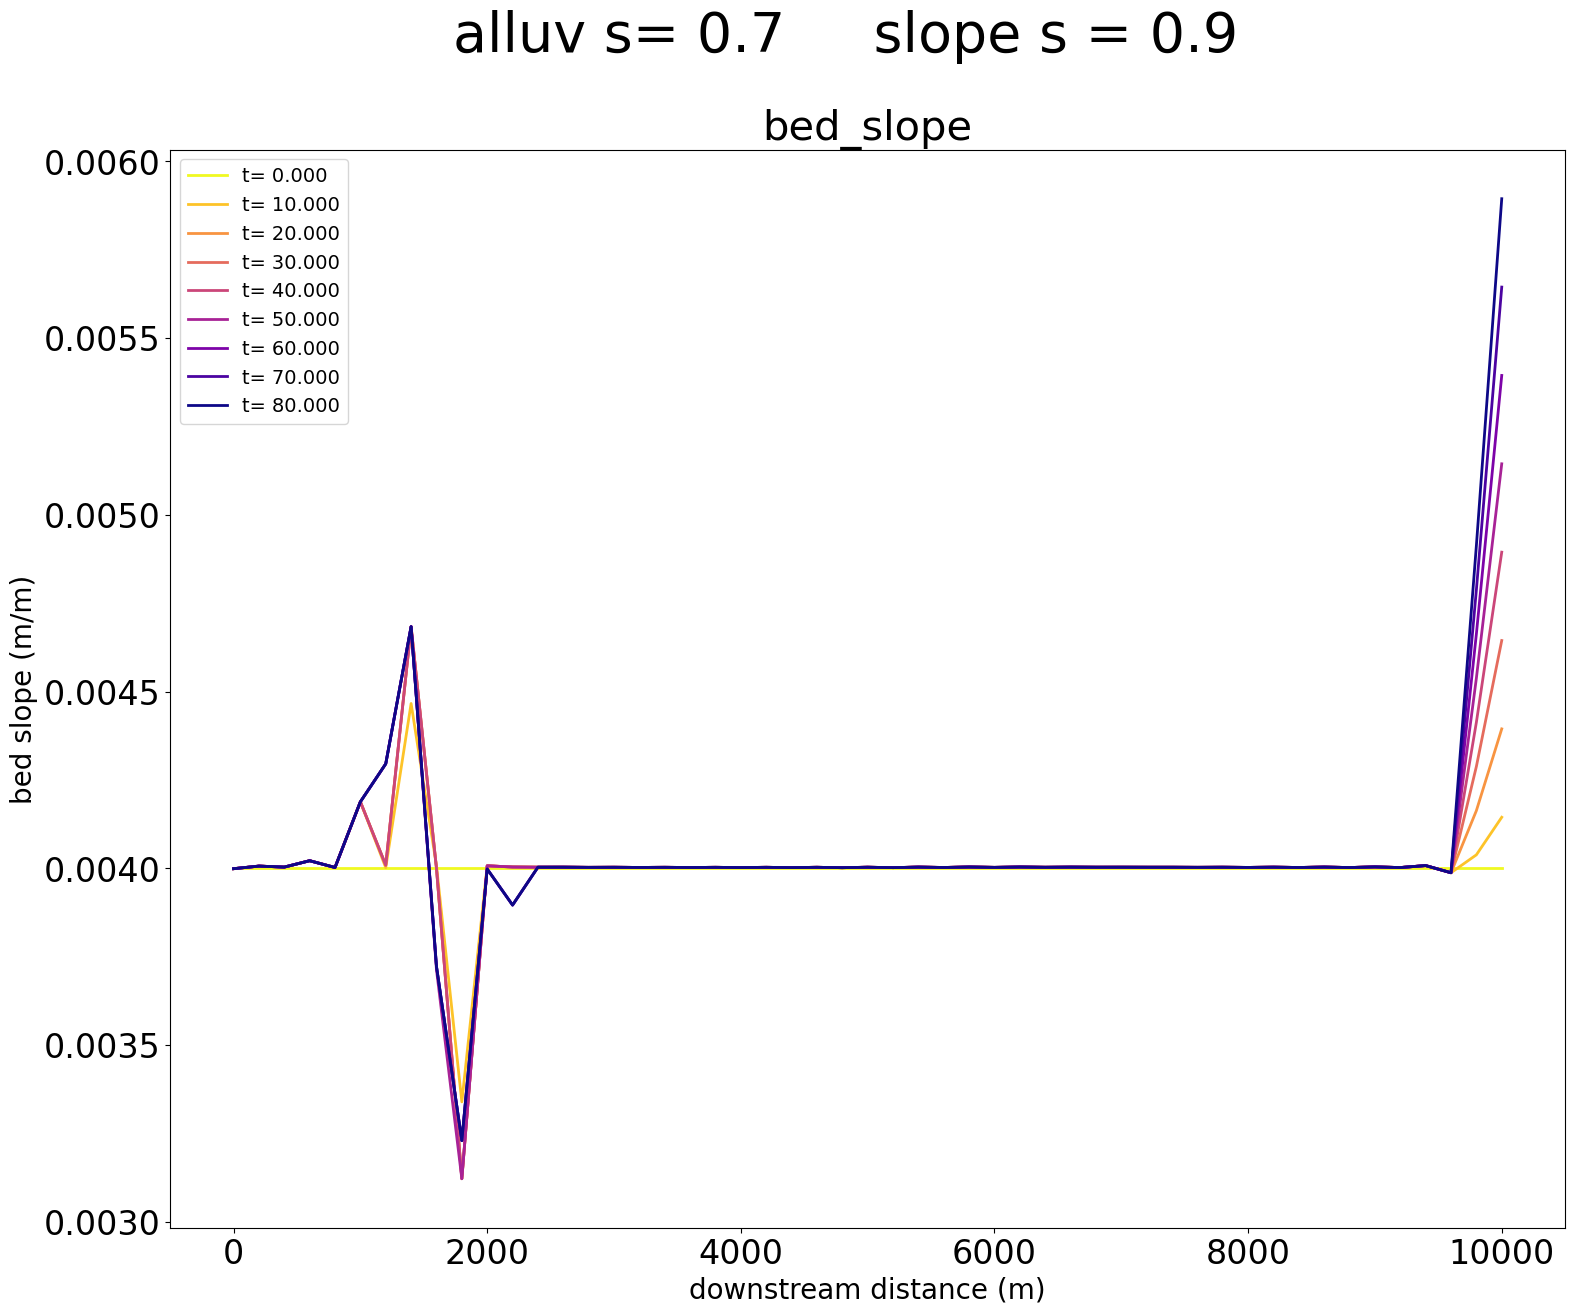 alluv s= 0.7     slope s = 0.9
bed_slope
0.0060
0.0055
0.0050
0.0045
0.0040
0.0035
0.0030
bed slope (m/m)
t= 0.000
t= 10.000
t= 20.000
t= 30.000
t= 40.000
t= 50.000
t= 60.000
t= 70.000
t= 80.000
0 2000 4000 6000 8000 10000
downstream distance (m)